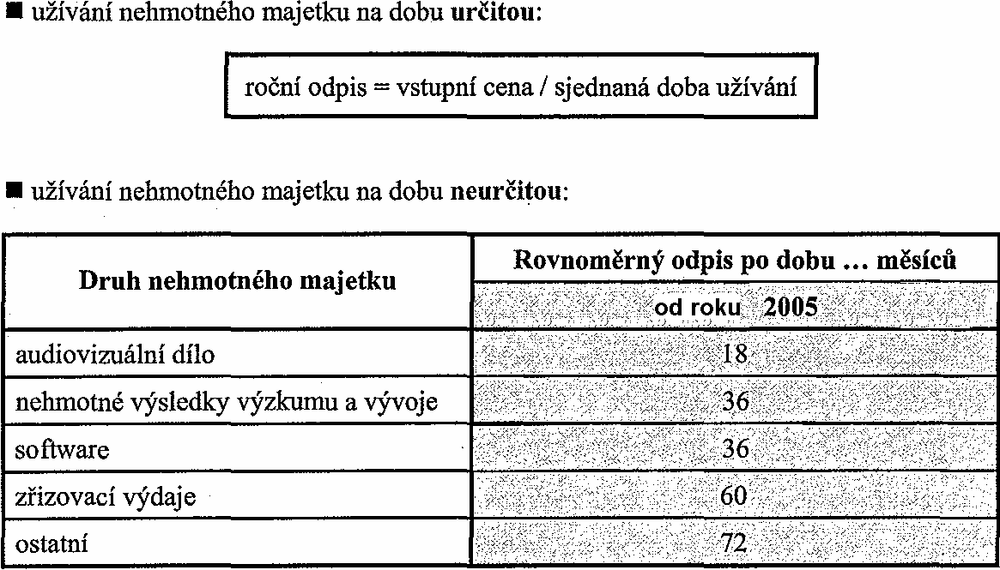 ■ užívání nehmotného majetku na dobu určitou:
roční odpis = vstupní cena / sjednaná doba užívání
■ užívání nehmotného majetku na dobu neurčitou:
Druh nehmotného majetku
Rovnoměrný odpis po dobu ... měsíců
od roku 2005
audiovizuální dílo 18
nehmotné výsledky výzkumu a vývoje 36
software 36
zřizovací výdaje 60
ostatní 72